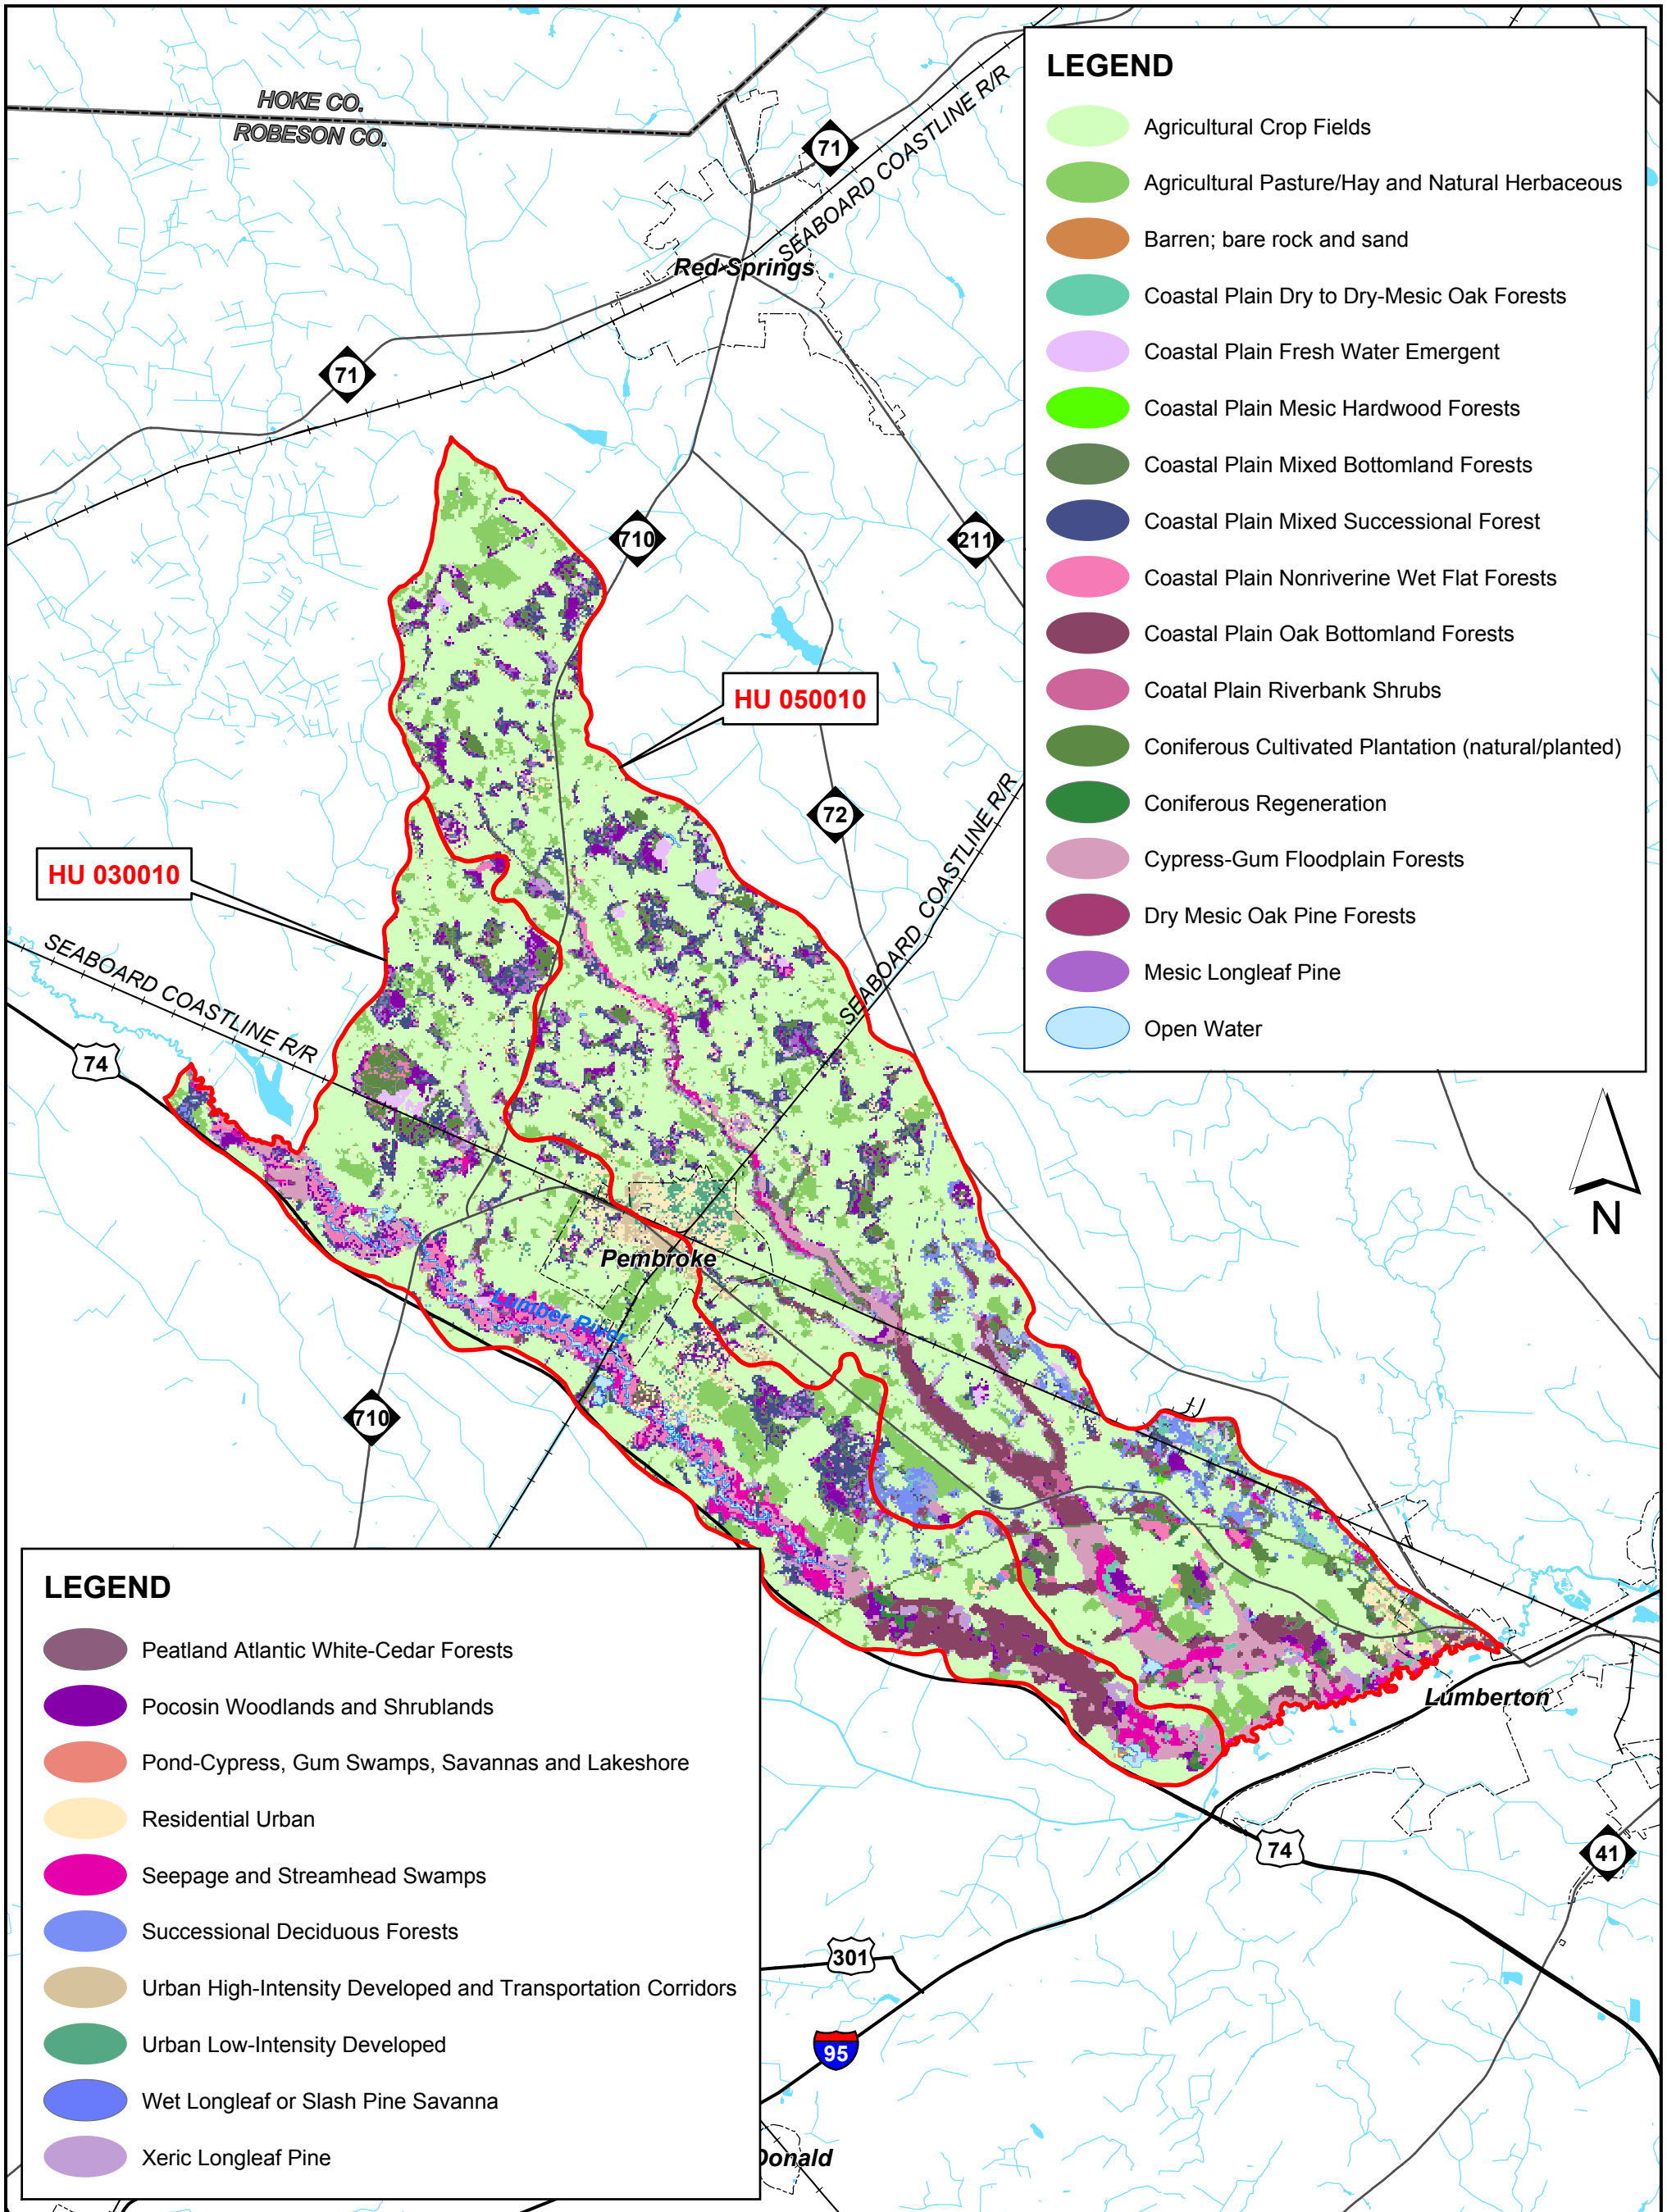 HOKE CO.
ROBESON CO.
71
SEABOARD COASTLINE R/R
Red Springs
71
710
211
HU 050010
72
SEABOARD COASTLINE R/R
HU 030010
SEABOARD COASTLINE R/R
74
Pembroke
Lumber River
710
Lumberton
74
41
301
95
Donald
N
LEGEND
Agricultural Crop Fields
Agricultural Pasture/Hay and Natural Herbaceous
Barren; bare rock and sand
Coastal Plain Dry to Dry-Mesic Oak Forests
Coastal Plain Fresh Water Emergent
Coastal Plain Mesic Hardwood Forests
Coastal Plain Mixed Bottomland Forests
Coastal Plain Mixed Successional Forest
Coastal Plain Nonriverine Wet Flat Forests
Coastal Plain Oak Bottomland Forests
Coatal Plain Riverbank Shrubs
Coniferous Cultivated Plantation (natural/planted)
Coniferous Regeneration
Cypress-Gum Floodplain Forests
Dry Mesic Oak Pine Forests
Mesic Longleaf Pine
Open Water
LEGEND
Peatland Atlantic White-Cedar Forests
Pocosin Woodlands and Shrublands
Pond-Cypress, Gum Swamps, Savannas and Lakeshore
Residential Urban
Seepage and Streamhead Swamps
Successional Deciduous Forests
Urban High-Intensity Developed and Transportation Corridors
Urban Low-Intensity Developed
Wet Longleaf or Slash Pine Savanna
Xeric Longleaf Pine